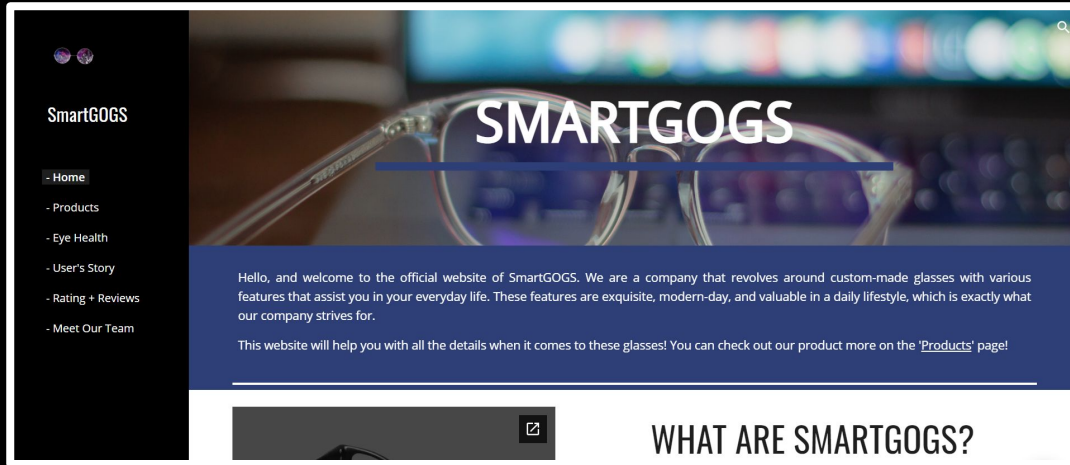 SmartGOGS
- Home
- Products
- Eye Health
- User's Story
- Rating + Reviews
- Meet Our Team
SMARTGOGS
Hello, and welcome to the official website of SmartGOGS. We are a company that revolves around custom-made glasses with various
features that assist you in your everyday life. These features are exquisite, modern-day, and valuable in a daily lifestyle, which is exactly what
our company strives for.
This website will help you with all the details when it comes to these glasses! You can check out our product more on the 'Products' page!
WHAT ARE SMARTGOGS?